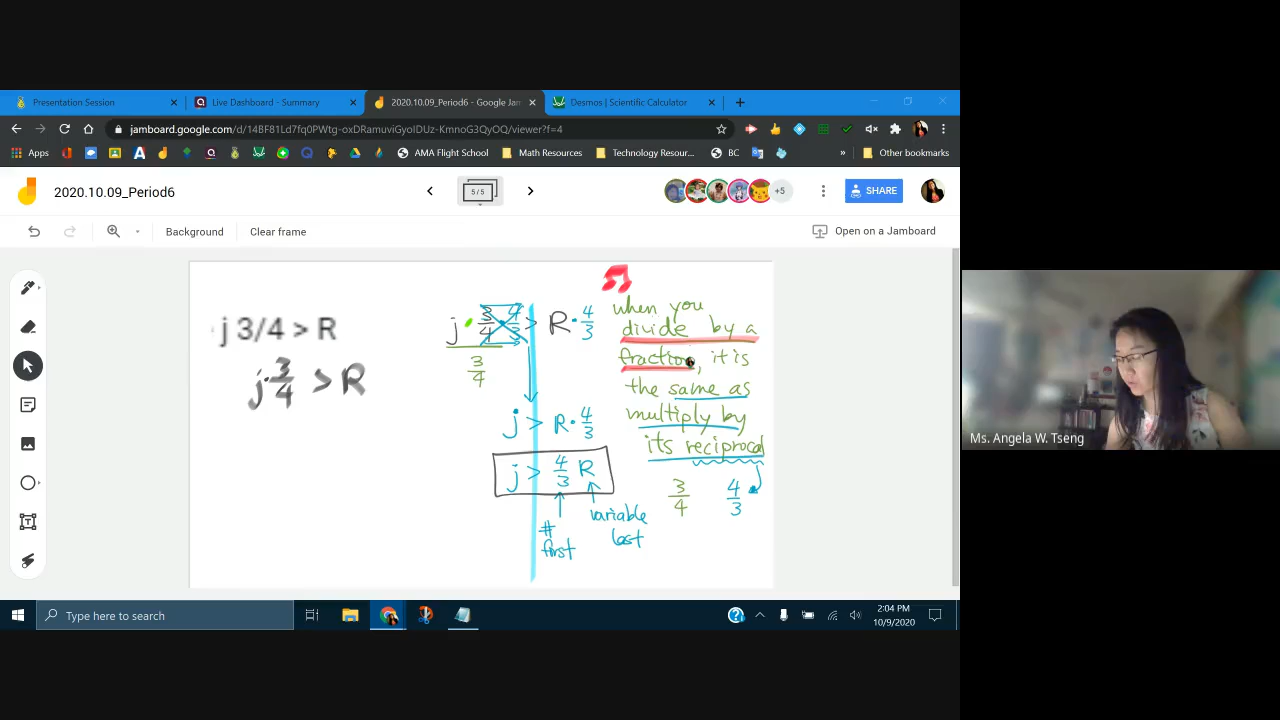 Presentation Session
Live Dashboard - Summary
2020.10.09_Period6 - Google Jam
Desmos | Scientific Calculator
jamboard.google.com/d/14BF81Ld7fq0PWtg-oxDRamuviGyoIDUz-KmnoG3QyOQ/viewer?f=4
Apps
AMA Flight School
Math Resources
Technology Resour...
BC
»
Other bookmarks
2020.10.09_Period6
5/5
+5
SHARE
Background
Clear frame
Open on a Jamboard
j 3/4 > R
j·3/4 > R
j · 3/4 · 4/3 > R · 4/3
3/4
j > R · 4/3
j > 4/3 R
# first
variable last
when you
divide by a
fraction, it is
the same as
multiply by
its reciprocal
3/4 4/3
Ms. Angela W. Tseng
Type here to search
2:04 PM
10/9/2020